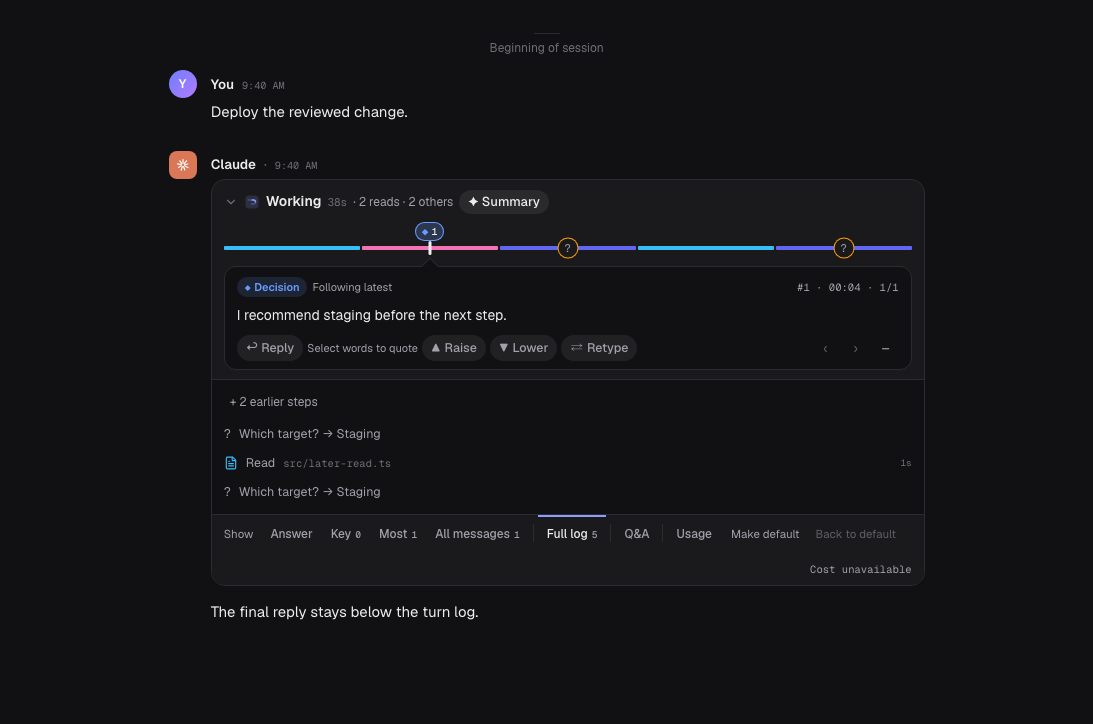 Beginning of session
Y You 9:40 AM
Deploy the reviewed change.
Claude · 9:40 AM
Working 38s · 2 reads · 2 others ✦ Summary
◆ 1
? ?
◆ Decision Following latest #1 · 00:04 · 1/1
I recommend staging before the next step.
↩ Reply Select words to quote ▲ Raise ▼ Lower ⇄ Retype ‹ › –
+ 2 earlier steps
? Which target? → Staging
Read src/later-read.ts 1s
? Which target? → Staging
Show Answer Key 0 Most 1 All messages 1 Full log 5 Q&A Usage Make default Back to default
Cost unavailable
The final reply stays below the turn log.